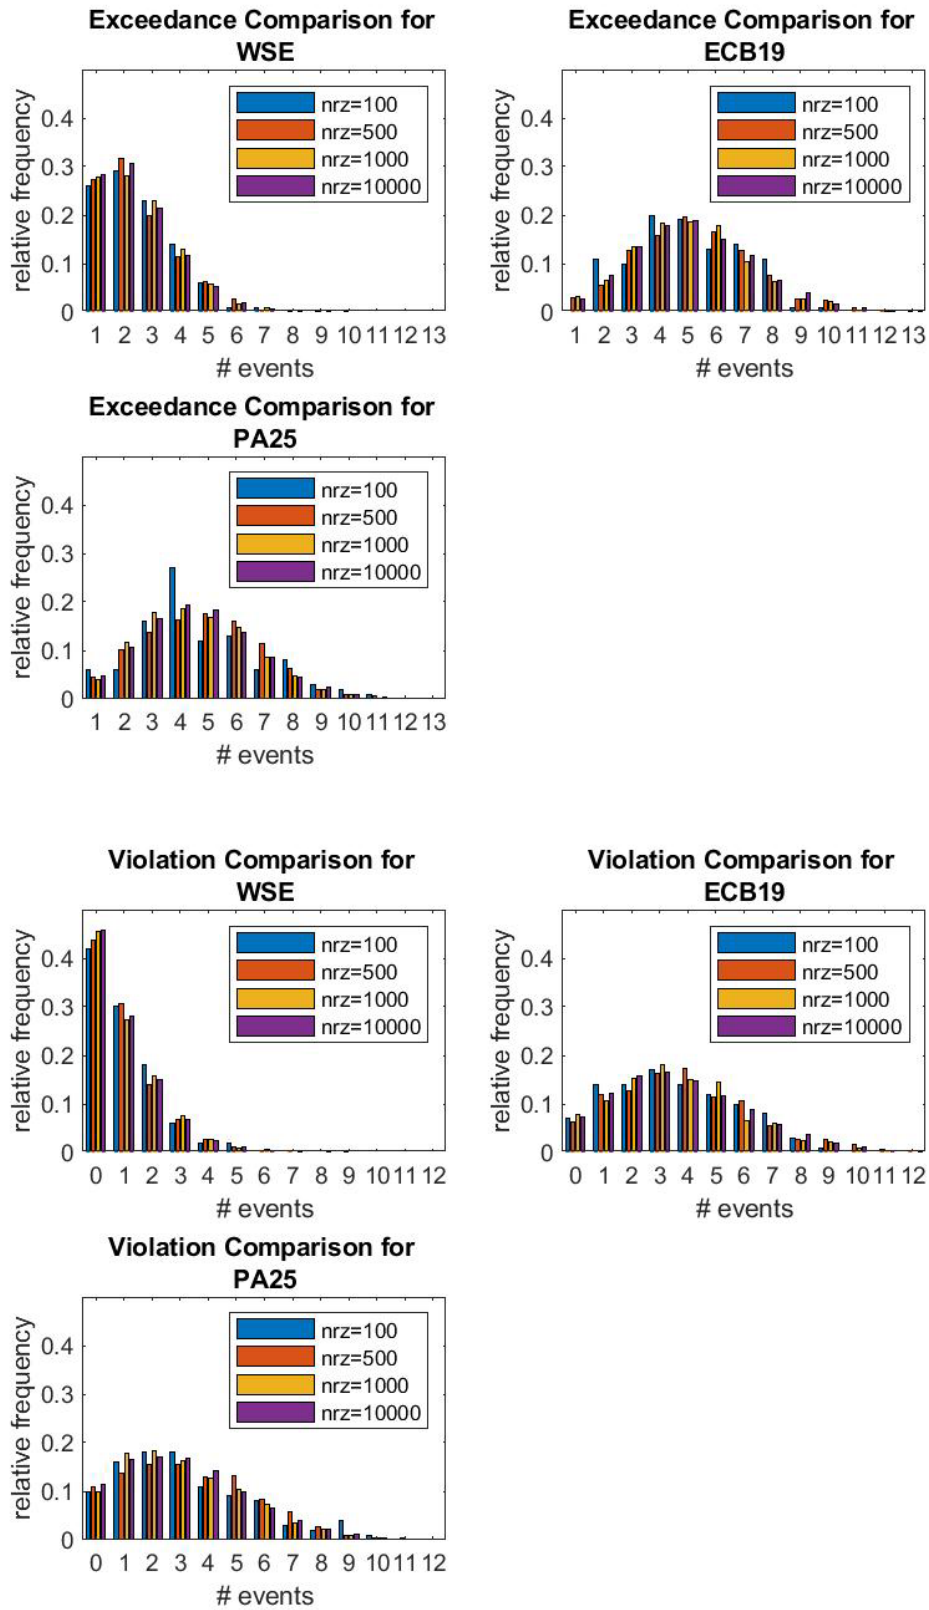 Exceedance Comparison for
WSE
relative frequency
0.4
0.3
0.2
0.1
0
nrz=100
nrz=500
nrz=1000
nrz=10000
1 2 3 4 5 6 7 8 9 10 11 12 13
# events
Exceedance Comparison for
ECB19
relative frequency
0.4
0.3
0.2
0.1
0
nrz=100
nrz=500
nrz=1000
nrz=10000
1 2 3 4 5 6 7 8 9 10 11 12 13
# events
Exceedance Comparison for
PA25
relative frequency
0.4
0.3
0.2
0.1
0
nrz=100
nrz=500
nrz=1000
nrz=10000
1 2 3 4 5 6 7 8 9 10 11 12 13
# events
Violation Comparison for
WSE
relative frequency
0.4
0.3
0.2
0.1
0
nrz=100
nrz=500
nrz=1000
nrz=10000
0 1 2 3 4 5 6 7 8 9 10 11 12
# events
Violation Comparison for
ECB19
relative frequency
0.4
0.3
0.2
0.1
0
nrz=100
nrz=500
nrz=1000
nrz=10000
0 1 2 3 4 5 6 7 8 9 10 11 12
# events
Violation Comparison for
PA25
relative frequency
0.4
0.3
0.2
0.1
0
nrz=100
nrz=500
nrz=1000
nrz=10000
0 1 2 3 4 5 6 7 8 9 10 11 12
# events